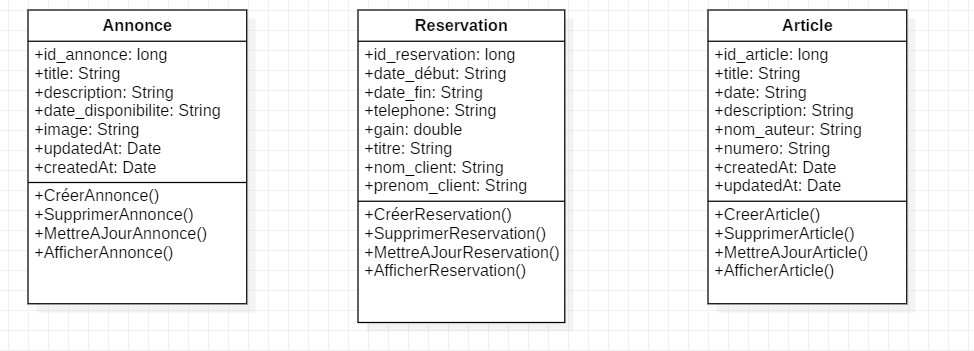 Annonce
+id_annonce: long
+title: String
+description: String
+date_disponibilite: String
+image: String
+updatedAt: Date
+createdAt: Date
+CréerAnnonce()
+SupprimerAnnonce()
+MettreAJourAnnonce()
+AfficherAnnonce()
Reservation
+id_reservation: long
+date_début: String
+date_fin: String
+telephone: String
+gain: double
+titre: String
+nom_client: String
+prenom_client: String
+CréerReservation()
+SupprimerReservation()
+MettreAJourReservation()
+AfficherReservation()
Article
+id_article: long
+title: String
+date: String
+description: String
+nom_auteur: String
+numero: String
+createdAt: Date
+updatedAt: Date
+CreerArticle()
+SupprimerArticle()
+MettreAJourArticle()
+AfficherArticle()